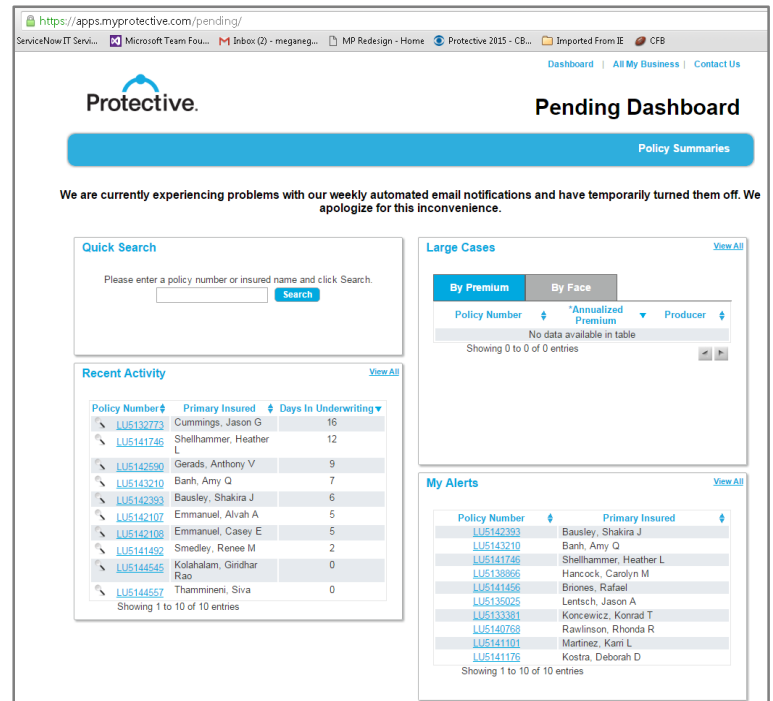 https://apps.myprotective.com/pending/
ServiceNow IT Servi... Microsoft Team Fou... Inbox (2) - meganeg... MP Redesign - Home Protective 2015 - CB... Imported From IE CFB
Dashboard | All My Business | Contact Us
Protective.
Pending Dashboard
Policy Summaries
We are currently experiencing problems with our weekly automated email notifications and have temporarily turned them off. We
apologize for this inconvenience.
Quick Search
Please enter a policy number or insured name and click Search.
Search
Recent Activity View All
Policy Number Primary Insured Days In Underwriting
LU5132773 Cummings, Jason G 16
LU5141746 Shellhammer, Heather 12
L
LU5142590 Gerads, Anthony V 9
LU5143210 Banh, Amy Q 7
LU5142393 Bausley, Shakira J 6
LU5142107 Emmanuel, Alvah A 5
LU5142108 Emmanuel, Casey E 5
LU5141492 Smedley, Renee M 2
LU5144545 Kolahalam, Giridhar 0
Rao
LU5144557 Thammineni, Siva 0
Showing 1 to 10 of 10 entries
Large Cases View All
By Premium By Face
Policy Number *Annualized Producer
Premium
No data available in table
Showing 0 to 0 of 0 entries
My Alerts View All
Policy Number Primary Insured
LU5142393 Bausley, Shakira J
LU5143210 Banh, Amy Q
LU5141746 Shellhammer, Heather L
LU5138866 Hancock, Carolyn M
LU5141456 Briones, Rafael
LU5135025 Lentsch, Jason A
LU5133381 Koncewicz, Konrad T
LU5140768 Rawlinson, Rhonda R
LU5141101 Martinez, Karri L
LU5141176 Kostra, Deborah D
Showing 1 to 10 of 10 entries